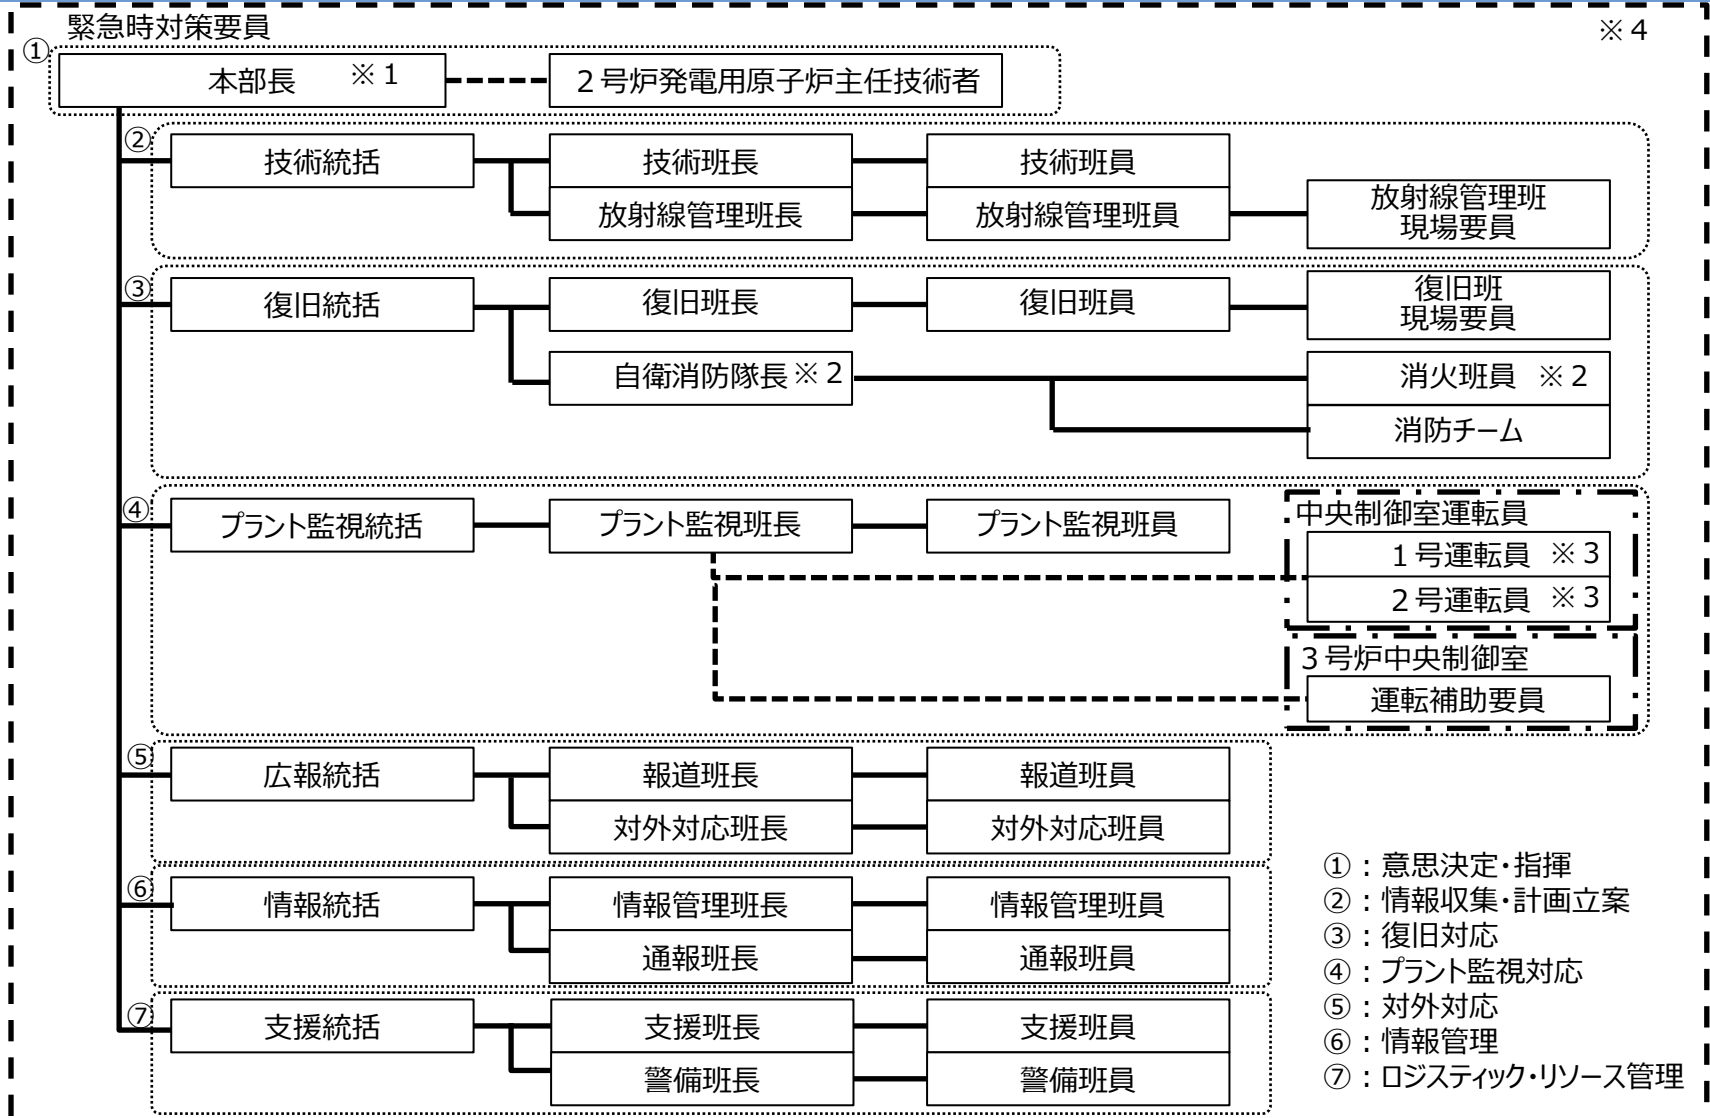 緊急時対策要員
※４
①
本部長 ※１
２号炉発電用原子炉主任技術者
②
技術統括
技術班長
技術班員
放射線管理班長
放射線管理班員
放射線管理班
現場要員
③
復旧統括
復旧班長
復旧班員
復旧班
現場要員
自衛消防隊長※２
消火班員 ※２
消防チーム
④
プラント監視統括
プラント監視班長
プラント監視班員
中央制御室運転員
１号運転員 ※３
２号運転員 ※３
３号炉中央制御室
運転補助要員
⑤
広報統括
報道班長
報道班員
対外対応班長
対外対応班員
⑥
情報統括
情報管理班長
情報管理班員
通報班長
通報班員
⑦
支援統括
支援班長
支援班員
警備班長
警備班員
①：意思決定・指揮
②：情報収集・計画立案
③：復旧対応
④：プラント監視対応
⑤：対外対応
⑥：情報管理
⑦：ロジスティック・リソース管理